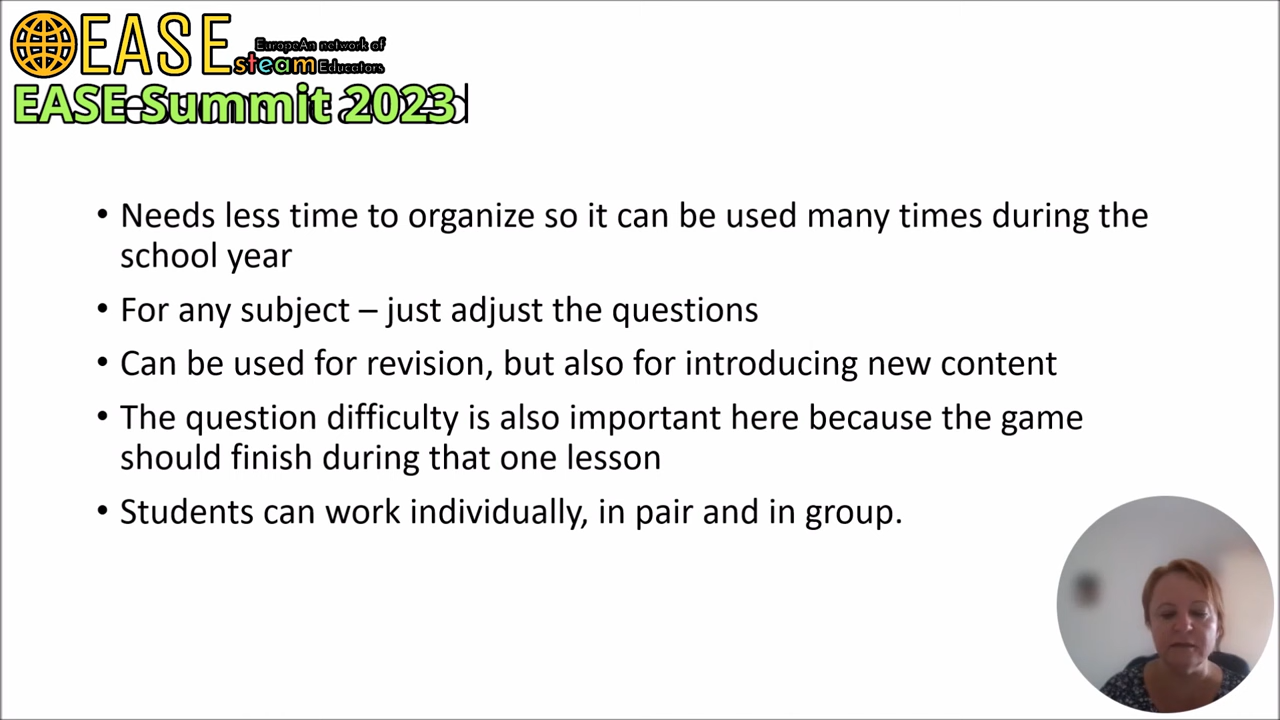 EASE
EuropeAn network of
steam Educators
EASE Summit 2023
• Needs less time to organize so it can be used many times during the
school year
• For any subject – just adjust the questions
• Can be used for revision, but also for introducing new content
• The question difficulty is also important here because the game
should finish during that one lesson
• Students can work individually, in pair and in group.